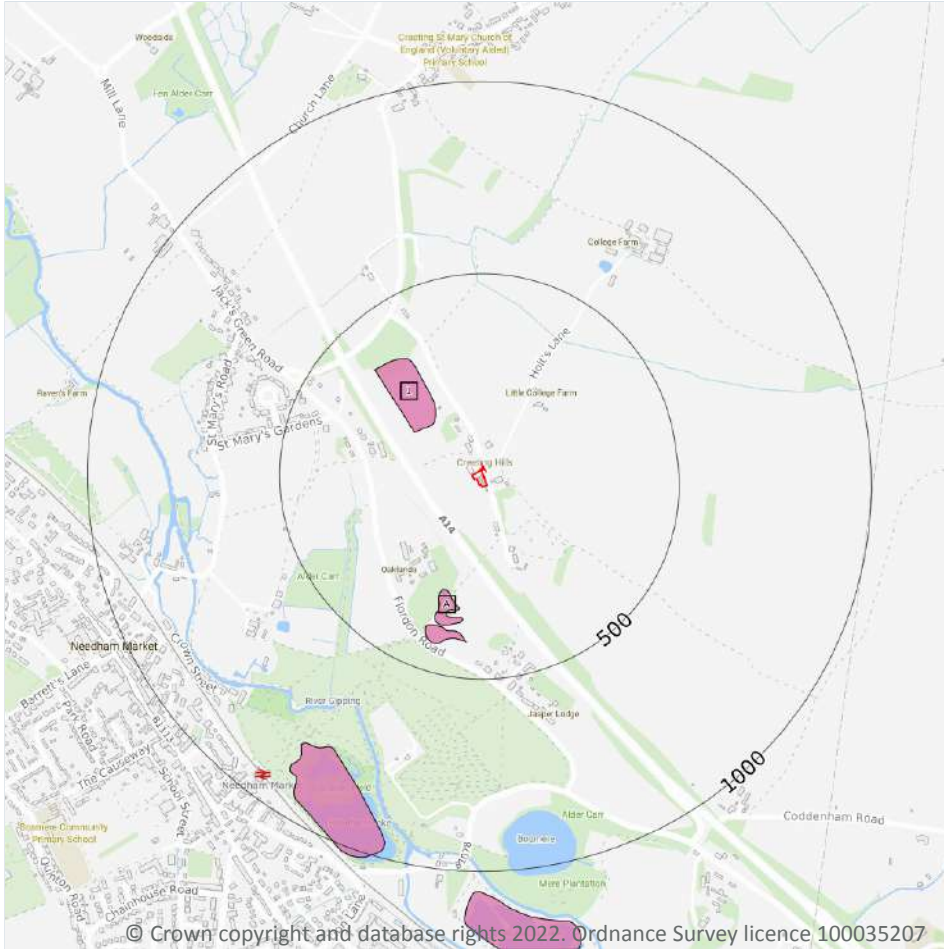 Woodside
Creeting St Mary Church of
England (Voluntary Aided)
Primary School
Mill Lane
Fen Alder Carr
Church Lane
College Farm
Jack's Green Road
Holt's Lane
Raven's Farm
St Mary's Road
Little College Farm
St Mary's Gardens
Creeting Hills
A14
Oaklands
Alder Carr
A
Flordon Road
500
Needham Market
Crown Street
Barrett's Lane
River Gipping
Park Road
B1113
Jasper Lodge
The Causeway
School Street
1000
Needham Mark
Alder Carr
Coddenham Road
Bosmere Community
Primary School
Bosmere
B1078
Quinton Road
Mere Plantation
Chainhouse Road
Lane
© Crown copyright and database rights 2022. Ordnance Survey licence 100035207